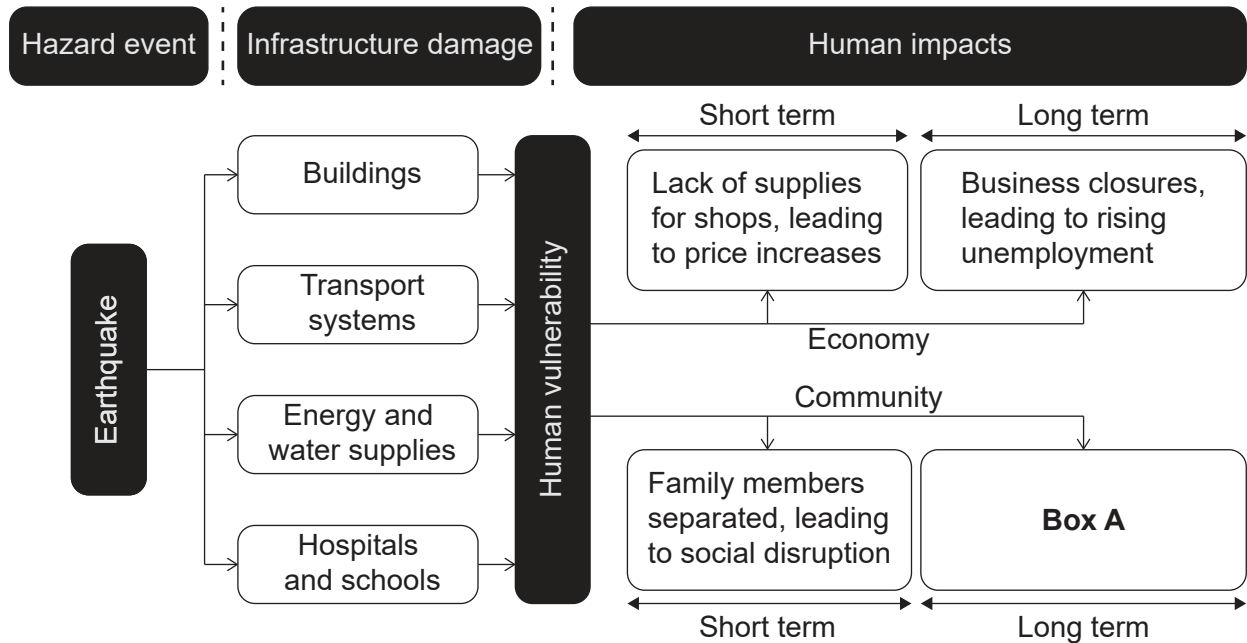 Hazard event
Infrastructure damage
Human impacts
Short term
Long term
Earthquake
Buildings
Transport
systems
Energy and
water supplies
Hospitals
and schools
Human vulnerability
Lack of supplies
for shops, leading
to price increases
Business closures,
leading to rising
unemployment
Economy
Community
Family members
separated, leading
to social disruption
Box A
Short term
Long term